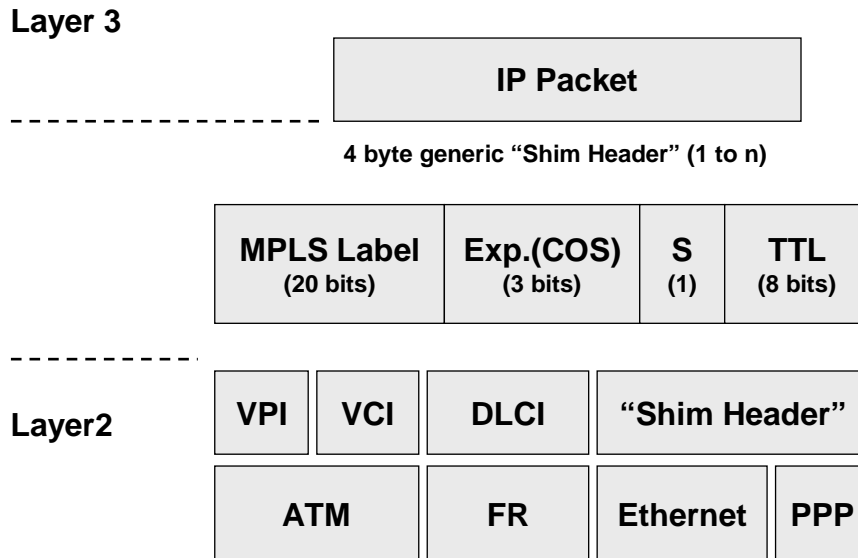 Layer 3
IP Packet
4 byte generic “Shim Header” (1 to n)
MPLS Label Exp.(COS) S TTL
(20 bits) (3 bits) (1) (8 bits)
VPI VCI DLCI “Shim Header”
Layer2
ATM FR Ethernet PPP